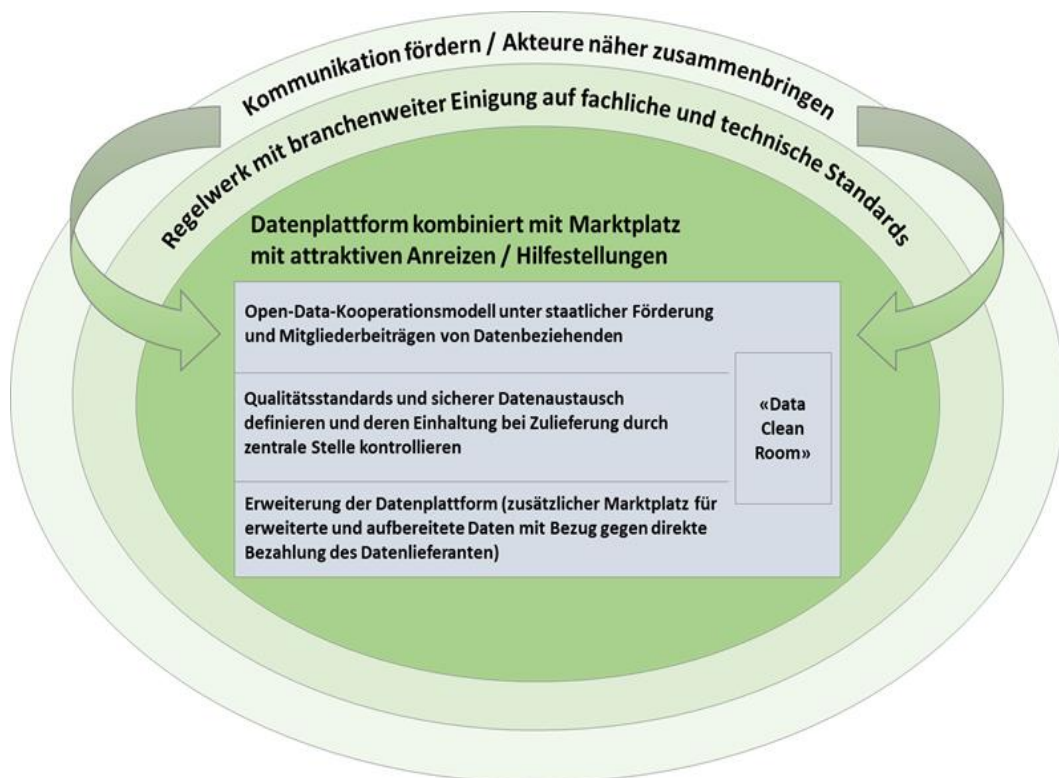 Kommunikation fördern / Akteure näher zusammenbringen
Regelwerk mit branchenweiter Einigung auf fachliche und technische Standards
Datenplattform kombiniert mit Marktplatz
mit attraktiven Anreizen / Hilfestellungen
Open-Data-Kooperationsmodell unter staatlicher Förderung
und Mitgliederbeiträgen von Datenbeziehenden
Qualitätsstandards und sicherer Datenaustausch
definieren und deren Einhaltung bei Zulieferung durch
zentrale Stelle kontrollieren
«Data
Clean
Room»
Erweiterung der Datenplattform (zusätzlicher Marktplatz für
erweiterte und aufbereitete Daten mit Bezug gegen direkte
Bezahlung des Datenlieferanten)